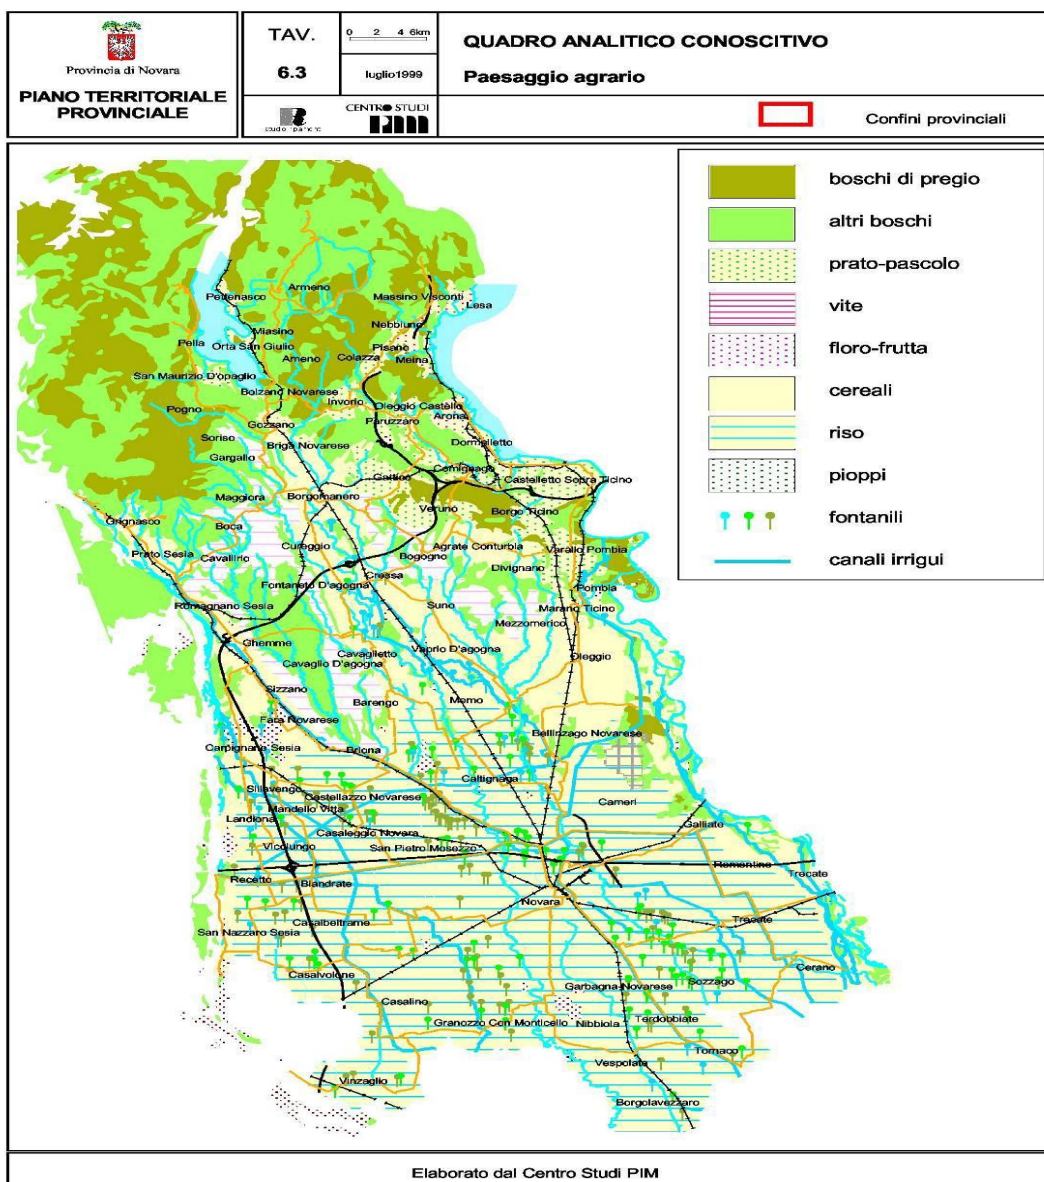 Provincia di Novara
PIANO TERRITORIALE
PROVINCIALE
TAV.
6.3
0 2 4 6km
luglio1999
CENTRO STUDI
PIM
QUADRO ANALITICO CONOSCITIVO
Paesaggio agrario
Confini provinciali
boschi di pregio
altri boschi
prato-pascolo
vite
floro-frutta
cereali
riso
pioppi
fontanili
canali irrigui
Pettenasco
Armeno
Massino Visconti
Lesa
Nebbiuno
Miasino
Pella
Orta San Giulio
Pisano
Ameno
Colazza
Meina
San Maurizio D'opaglio
Bolzano Novarese
Invorio
Oleggio Castello
Pogno
Arona
Gozzano
Paruzzaro
Soriso
Briga Novarese
Dormelletto
Gargallo
Comignago
Gattico
Castelletto Sopra Ticino
Maggiora
Borgomanero
Veruno
Borgo Ticino
Grignasco
Boca
Prato Sesia
Cavallirio
Cureggio
Agrate Conturbia
Varallo Pombia
Bogogno
Divignano
Cressa
Fontaneto D'agogna
Pombia
Romagnano Sesia
Suno
Marano Ticino
Mezzomerico
Ghemme
Cavaglietto
Vaprio D'agogna
Oleggio
Cavaglio D'agogna
Sizzano
Barengo
Momo
Fara Novarese
Bellinzago Novarese
Carpignano Sesia
Briona
Caltignaga
Sillavengo
Castellazzo Novarese
Cameri
Mandello Vitta
Landiona
Casaleggio Novara
Galliate
Vicolungo
San Pietro Mosezzo
Romentino
Recetto
Biandrate
Trecate
Novara
Trecate
Casalbeltrame
San Nazzaro Sesia
Casalvolone
Cerano
Sozzago
Garbagna Novarese
Casalino
Granozzo Con Monticello
Nibbiola
Terdobbiate
Tornaco
Vespolate
Vinzaglio
Borgolavezzaro
Elaborato dal Centro Studi PIM